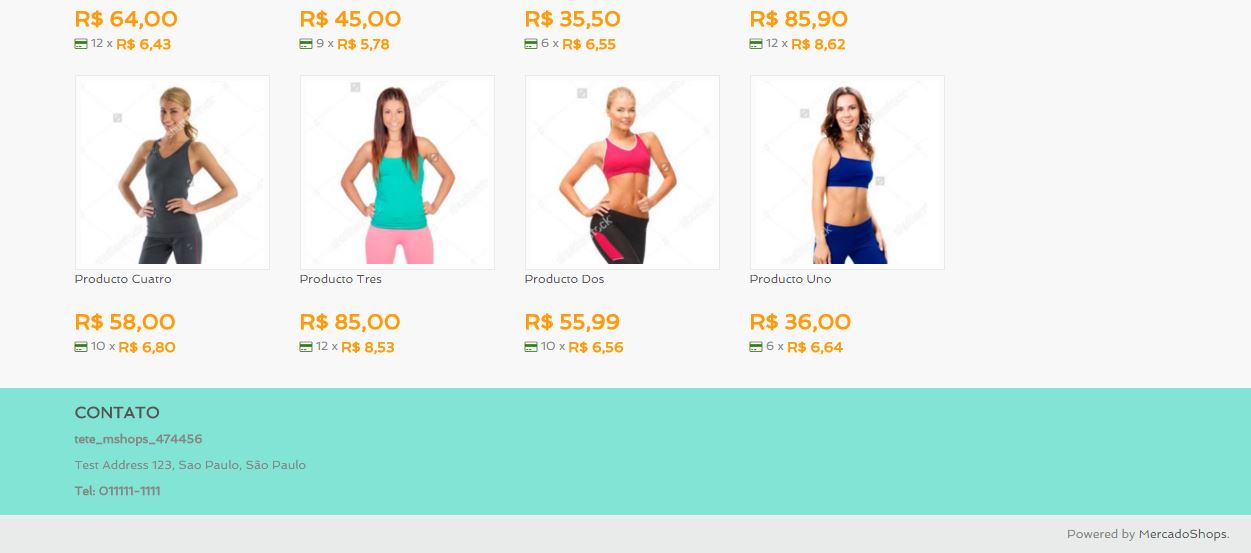 R$ 64,00 R$ 45,00 R$ 35,50 R$ 85,90
12 x R$ 6,43 9 x R$ 5,78 6 x R$ 6,55 12 x R$ 8,62
Producto Cuatro Producto Tres Producto Dos Producto Uno
R$ 58,00 R$ 85,00 R$ 55,99 R$ 36,00
10 x R$ 6,80 12 x R$ 8,53 10 x R$ 6,56 6 x R$ 6,64
CONTATO
tete_mshops_474456
Test Address 123, Sao Paulo, São Paulo
Tel: 011111-1111
Powered by MercadoShops.